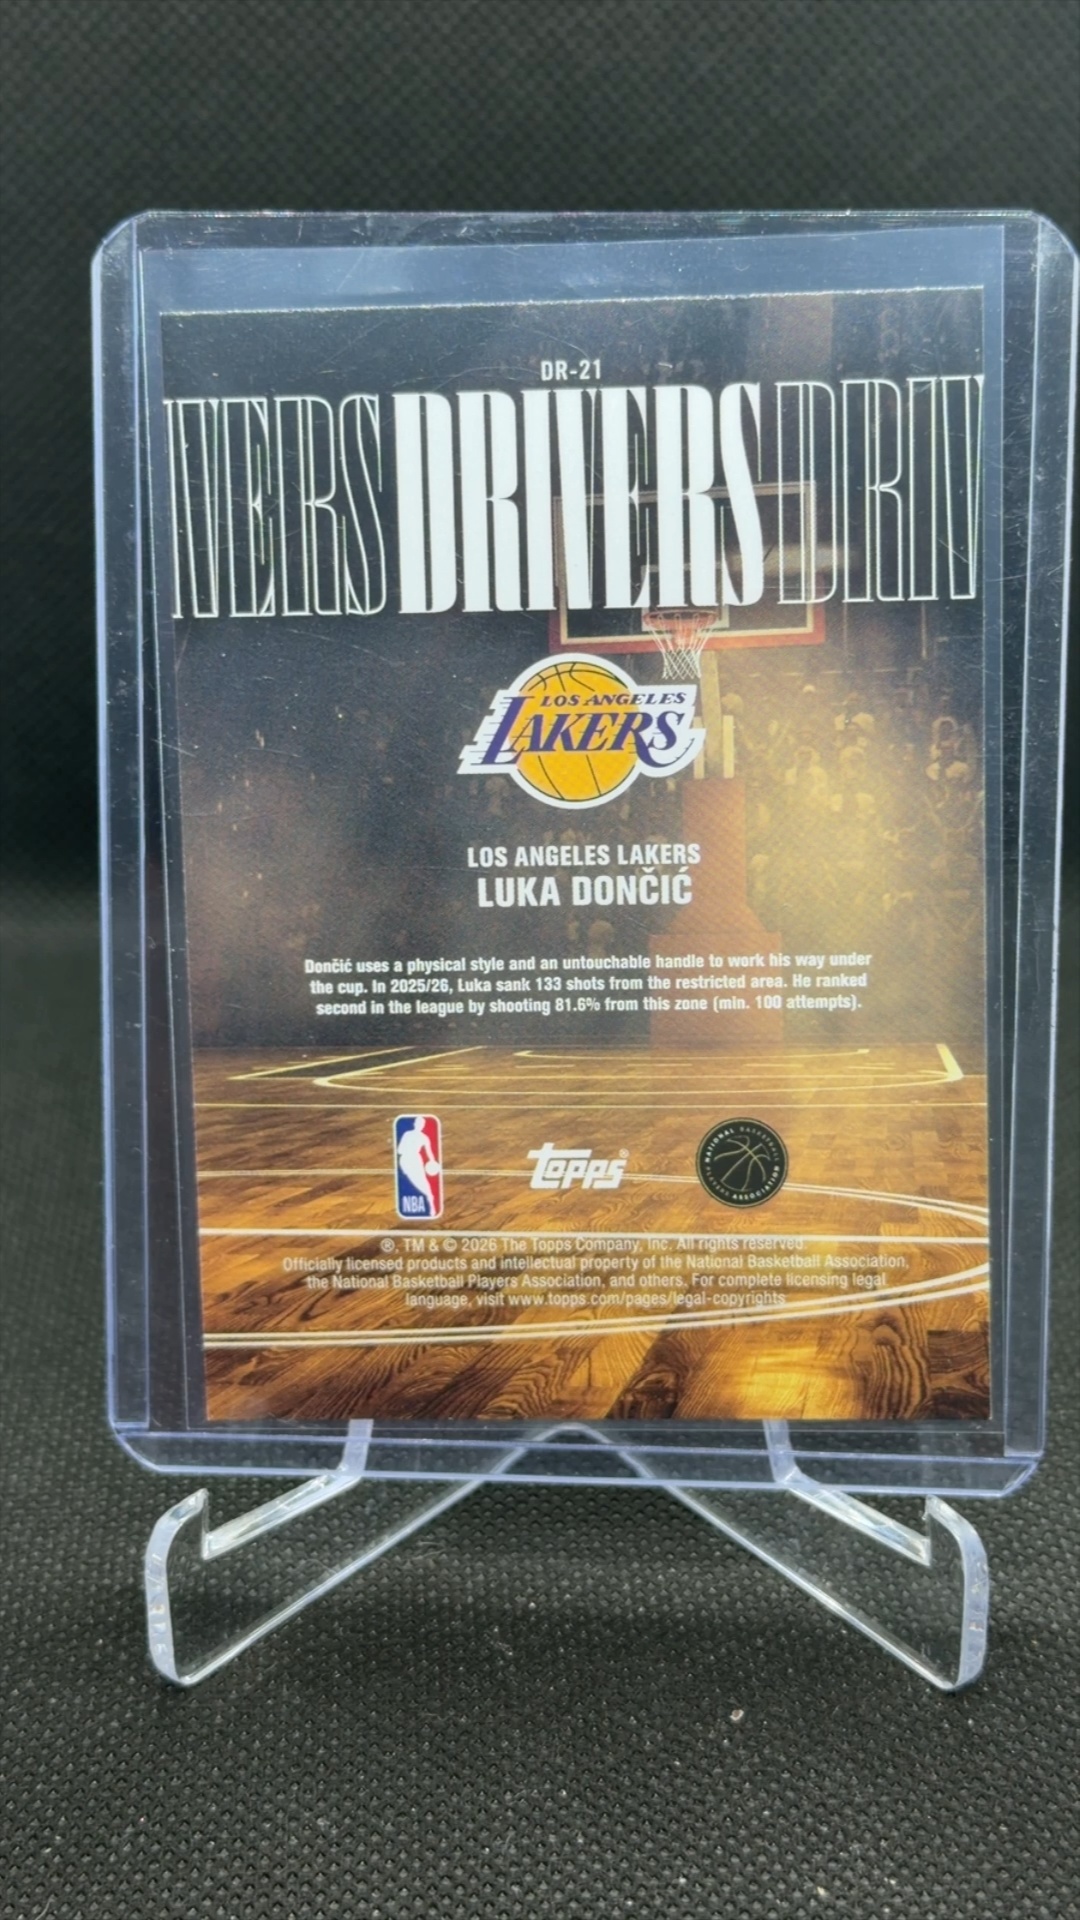 DR-21
IVERS DRIVERS DRIV
LOS ANGELES
LAKERS
LOS ANGELES LAKERS
LUKA DONČIĆ
Dončić uses a physical style and an untouchable handle to work his way under
the cup. In 2025/26, Luka sank 133 shots from the restricted area. He ranked
second in the league by shooting 81.6% from this zone (min. 100 attempts).
NBA
Topps®
NATIONAL BASKETBALL
PLAYERS ASSOCIATION
®, TM & © 2026 The Topps Company, Inc. All rights reserved.
Officially licensed products and intellectual property of the National Basketball Association,
the National Basketball Players Association, and others. For complete licensing legal
language, visit www.topps.com/pages/legal-copyrights